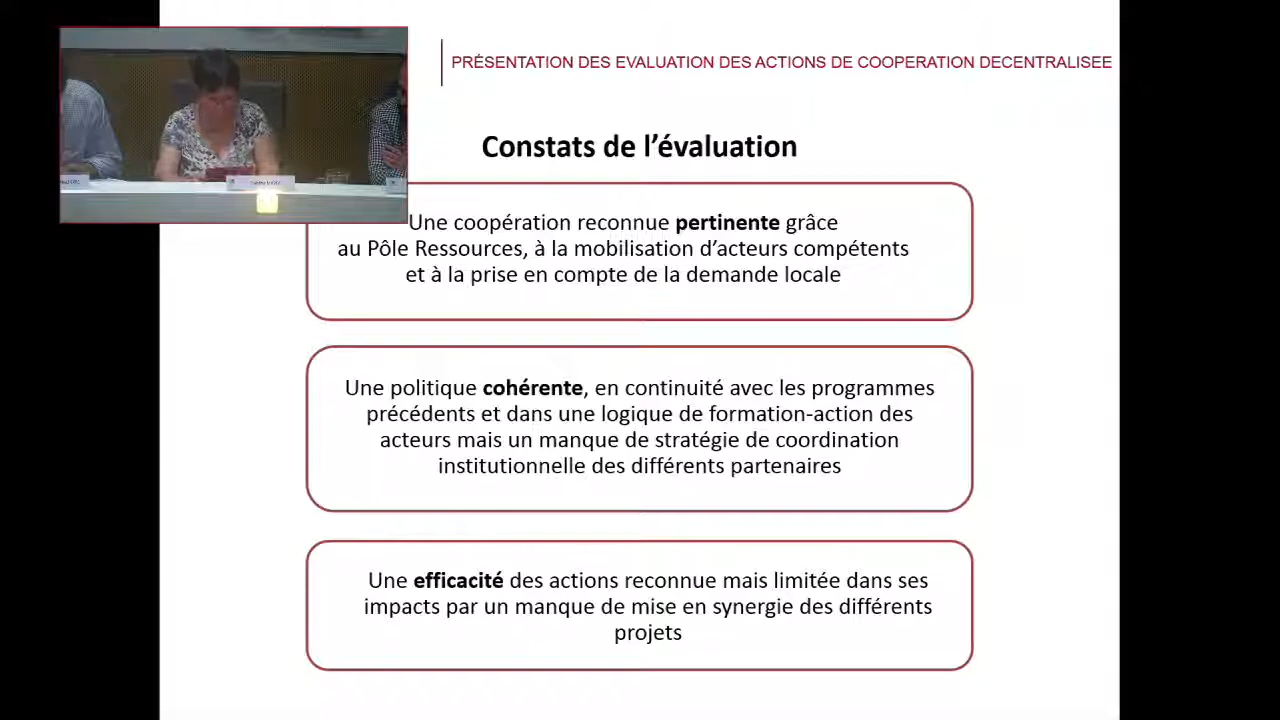 PRÉSENTATION DES EVALUATION DES ACTIONS DE COOPERATION DECENTRALISEE
Constats de l’évaluation
Une coopération reconnue pertinente grâce
au Pôle Ressources, à la mobilisation d’acteurs compétents
et à la prise en compte de la demande locale
Une politique cohérente, en continuité avec les programmes
précédents et dans une logique de formation-action des
acteurs mais un manque de stratégie de coordination
institutionnelle des différents partenaires
Une efficacité des actions reconnue mais limitée dans ses
impacts par un manque de mise en synergie des différents
projets